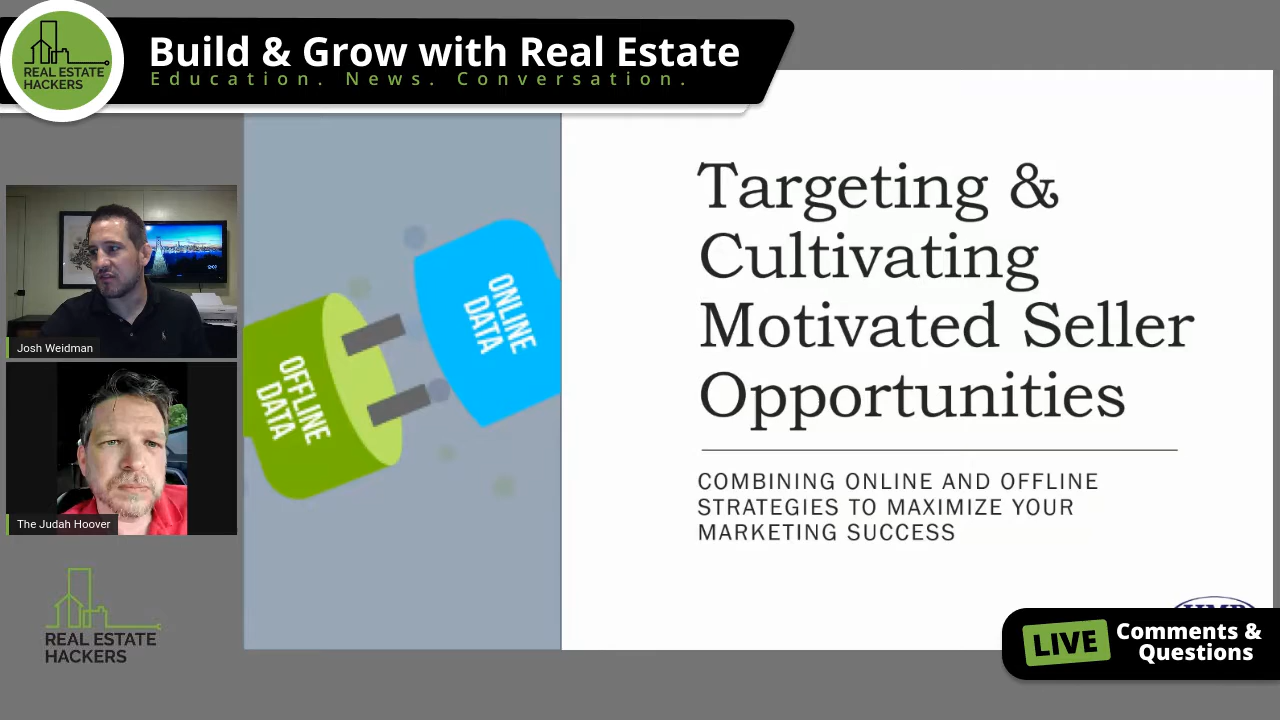 Build & Grow with Real Estate
Education. News. Conversation.
REAL ESTATE
HACKERS
Josh Weidman
The Judah Hoover
REAL ESTATE
HACKERS
OFFLINE
DATA
ONLINE
DATA
Targeting &
Cultivating
Motivated Seller
Opportunities
COMBINING ONLINE AND OFFLINE
STRATEGIES TO MAXIMIZE YOUR
MARKETING SUCCESS
LIVE
Comments &
Questions